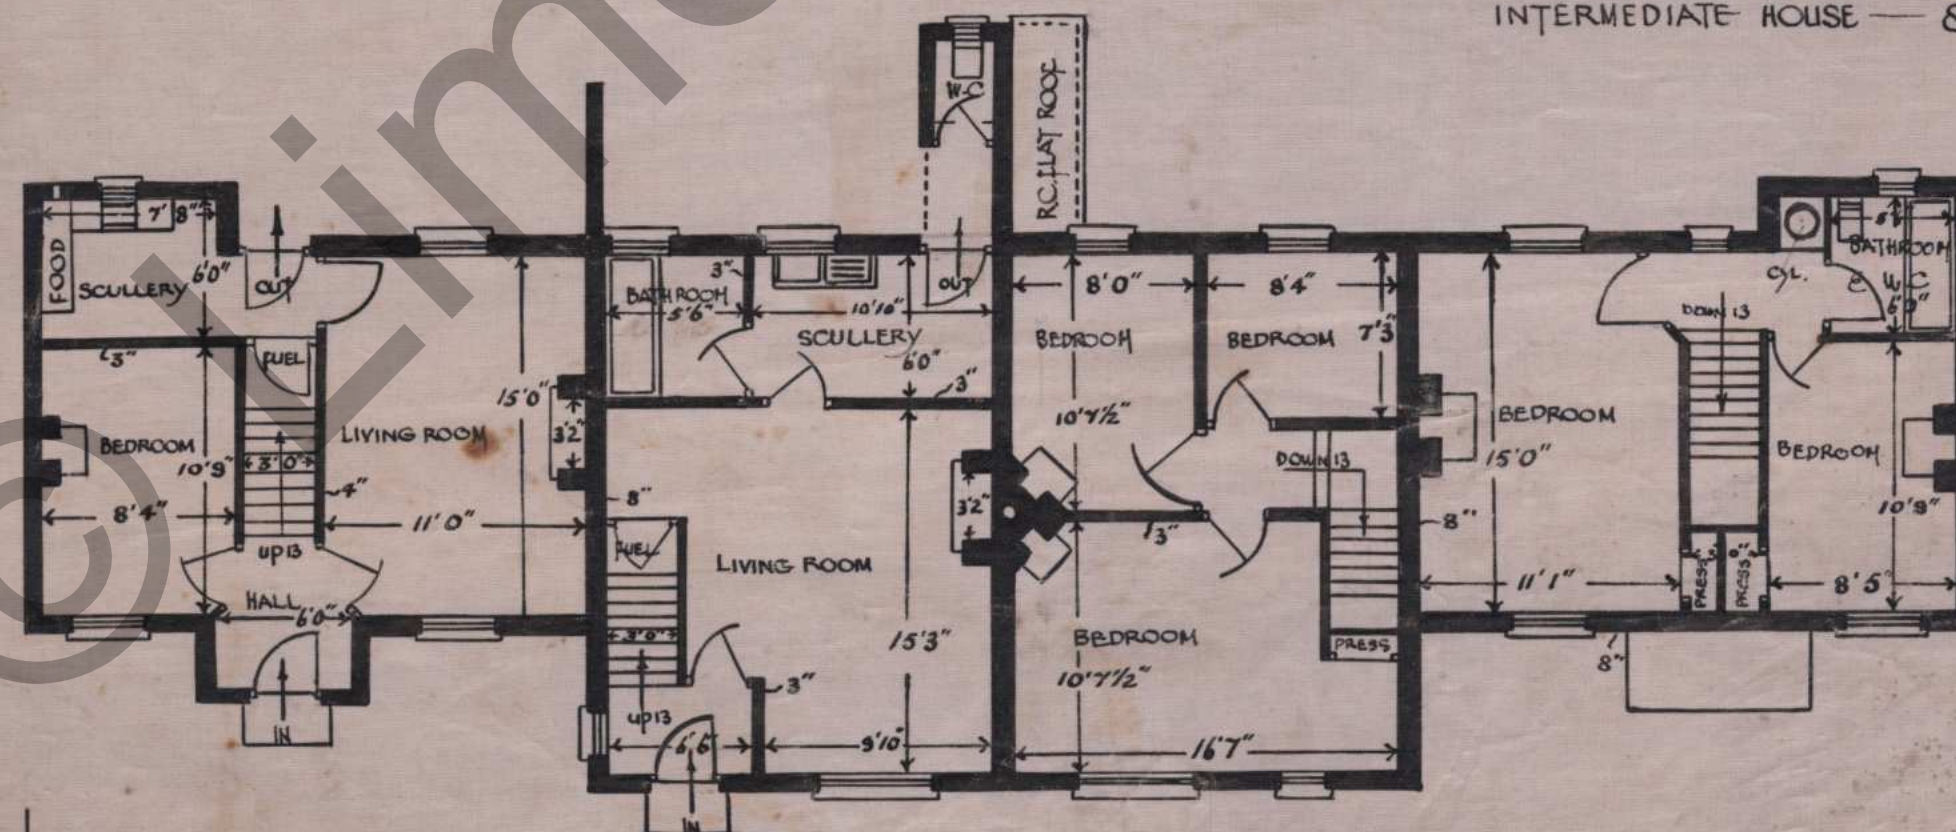 INTERMEDIATE HOUSE —
W.C
R.C. FLAT ROOF
7' 8"
FOOD
SCULLERY
6'0"
OUT
3"
FUEL
BEDROOM
10'9"
8'4"
3'0"
4"
UP 13
HALL
6'0"
IN
LIVING ROOM
15'0"
3'2"
11'0"
BATHROOM
5'6"
3"
10'10"
SCULLERY
6'0"
3"
OUT
8"
FUEL
LIVING ROOM
3'2"
15'3"
3'0"
3"
UP 13
6'6"
9'10"
IN
8'0"
BEDROOM
10'7½"
8'4"
BEDROOM
7'3"
DOWN 13
3"
BEDROOM
10'7½"
PRESS
16'7"
BEDROOM
15'0"
8"
11'1"
DOWN 13
CYL.
BATHROOM
& W C
PRESS
PRESS
BEDROOM
10'9"
8'5"
8"
© Lim